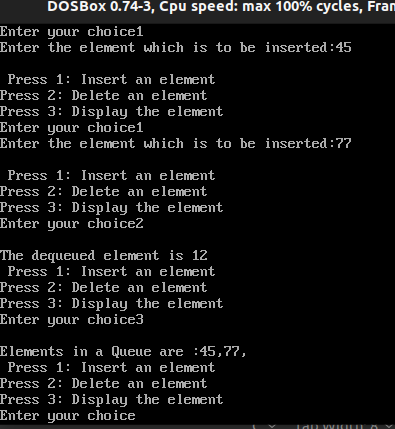 DOSBox 0.74-3, Cpu speed: max 100% cycles, Fran
Enter your choice1
Enter the element which is to be inserted:45
Press 1: Insert an element
Press 2: Delete an element
Press 3: Display the element
Enter your choice1
Enter the element which is to be inserted:77
Press 1: Insert an element
Press 2: Delete an element
Press 3: Display the element
Enter your choice2
The dequeued element is 12
Press 1: Insert an element
Press 2: Delete an element
Press 3: Display the element
Enter your choice3
Elements in a Queue are :45,77,
Press 1: Insert an element
Press 2: Delete an element
Press 3: Display the element
Enter your choice